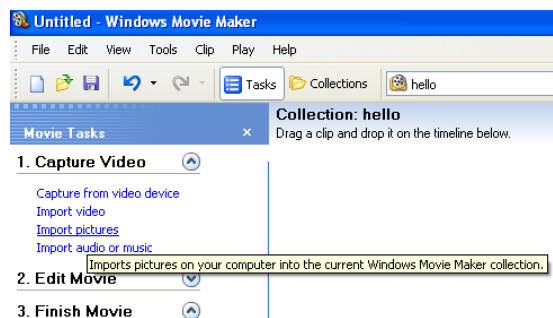 Untitled - Windows Movie Maker
File Edit View Tools Clip Play Help
Tasks Collections hello
Movie Tasks
Collection: hello
Drag a clip and drop it on the timeline below.
1. Capture Video
Capture from video device
Import video
Import pictures
Import audio or music
Imports pictures on your computer into the current Windows Movie Maker collection.
2. Edit Movie
3. Finish Movie